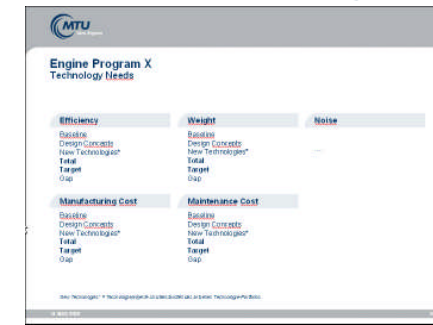 MTU
Engine Program X
Technology Needs
Efficiency
Baseline
Design Concepts
New Technologies*
Total
Target
Gap
Weight
Baseline
Design Concepts
New Technologies*
Total
Target
Gap
Noise
...
Manufacturing Cost
Baseline
Design Concepts
New Technologies*
Total
Target
Gap
Maintenance Cost
Baseline
Design Concepts
New Technologies*
Total
Target
Gap